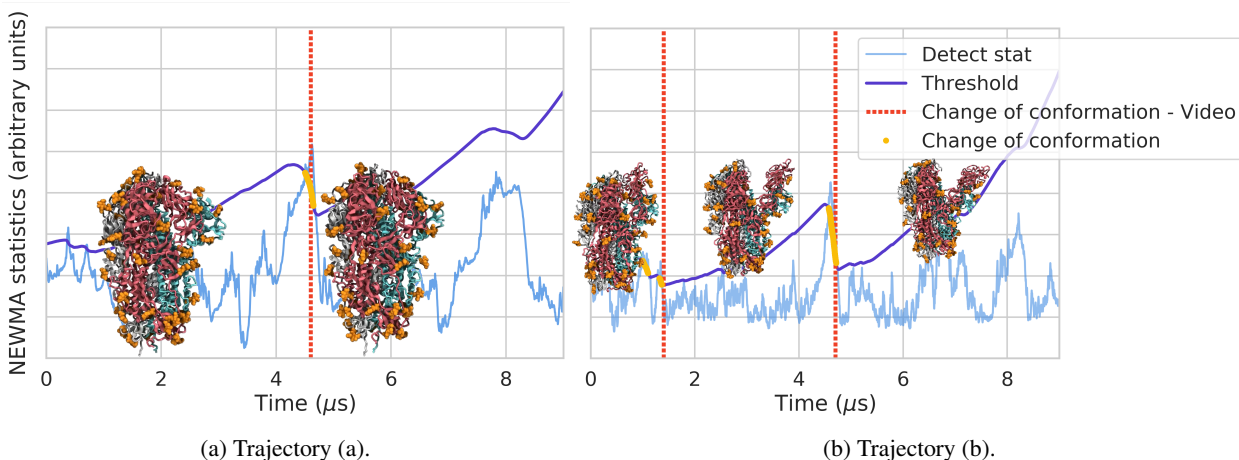 NEWMA statistics (arbitrary units)
0 2 4 6 8
Time (μs)
(a) Trajectory (a).
Detect stat
Threshold
Change of conformation - Video
Change of conformation
0 2 4 6 8
Time (μs)
(b) Trajectory (b).